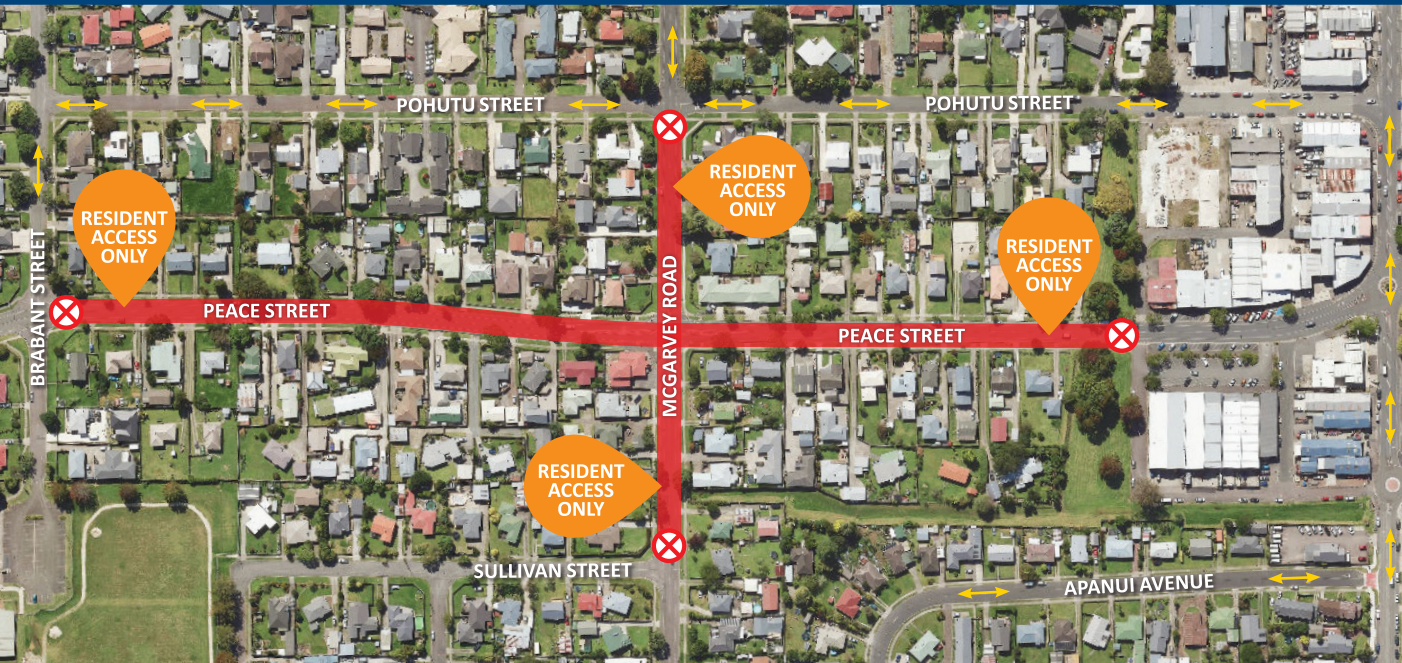 POHUTU STREET
POHUTU STREET
RESIDENT
ACCESS
ONLY
RESIDENT
ACCESS
ONLY
RESIDENT
ACCESS
ONLY
BRABANT STREET
PEACE STREET
MCGARVEY ROAD
PEACE STREET
RESIDENT
ACCESS
ONLY
SULLIVAN STREET
APANUI AVENUE